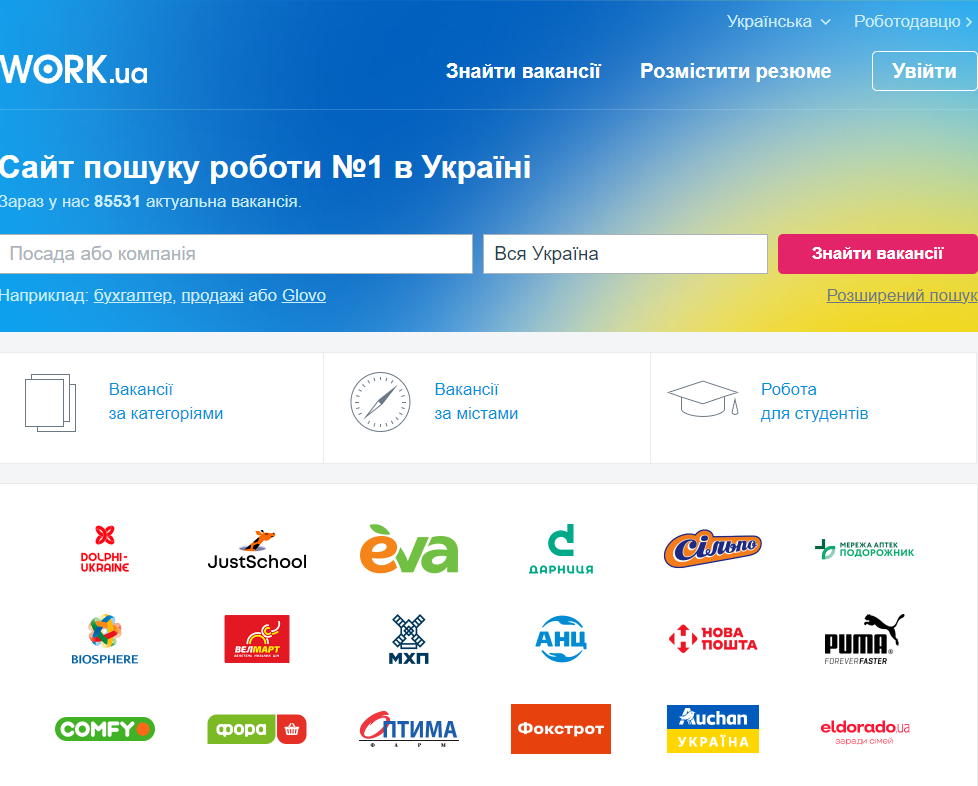 Українська
Роботодавцю
WORK.ua
Знайти вакансії
Розмістити резюме
Увійти
Сайт пошуку роботи №1 в Україні
Зараз у нас 85531 актуальна вакансія.
Посада або компанія
Вся Україна
Знайти вакансії
Наприклад: бухгалтер, продажі або Glovo
Розширений пошук
Вакансії
за категоріями
Вакансії
за містами
Робота
для студентів
DOLPHI-
UKRAINE
JustSchool
èva
ДАРНИЦЯ
Сільпо
МЕРЕЖА АПТЕК
ПОДОРОЖНИК
BIOSPHERE
ВЕЛМАРТ
МХП
АНЦ
НОВА
ПОШТА
PUMA
FOREVER FASTER
COMFY
фора
ОПТИМА
ФАРМ
Фокстрот
Auchan
УКРАЇНА
eldorado.ua
заради сімей